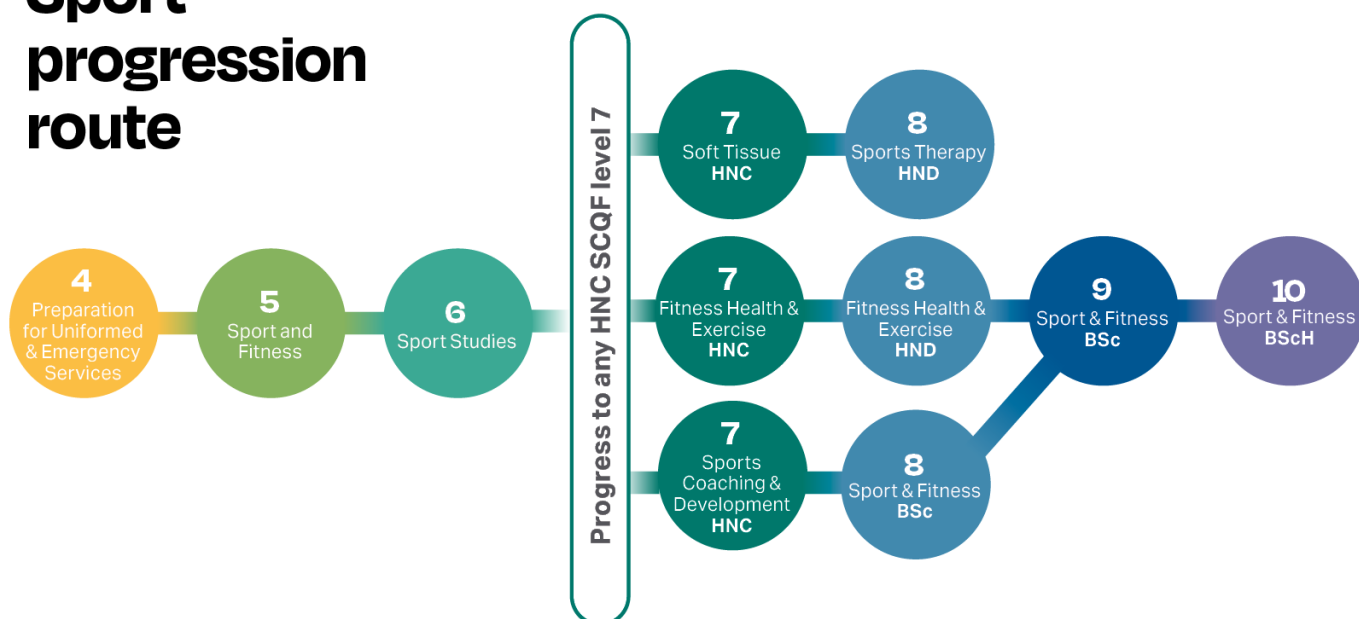 Sport
progression
route
4
Preparation
for Uniformed
& Emergency
Services
5
Sport and
Fitness
6
Sport Studies
Progress to any HNC SCQF level 7
7
Soft Tissue
HNC
8
Sports Therapy
HND
7
Fitness Health &
Exercise
HNC
8
Fitness Health &
Exercise
HND
9
Sport & Fitness
BSc
10
Sport & Fitness
BScH
7
Sports
Coaching &
Development
HNC
8
Sport & Fitness
BSc